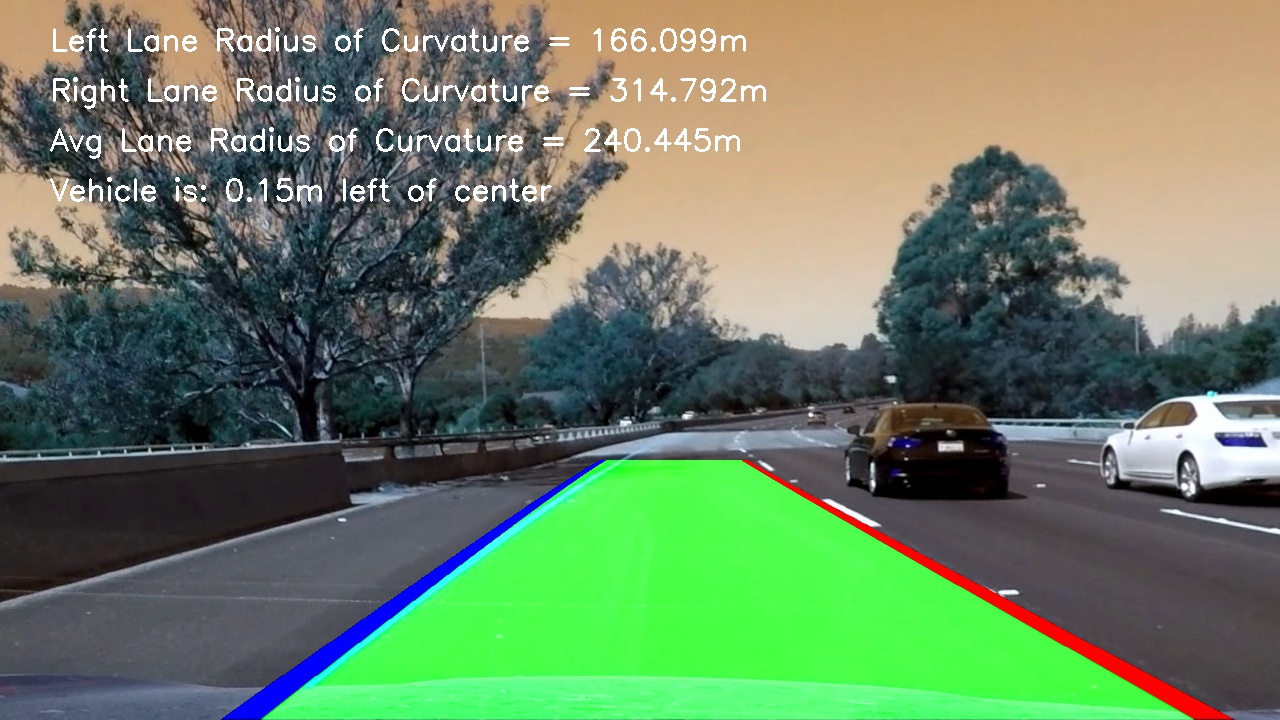 Left Lane Radius of Curvature = 166.099m
Right Lane Radius of Curvature = 314.792m
Avg Lane Radius of Curvature = 240.445m
Vehicle is: 0.15m left of center